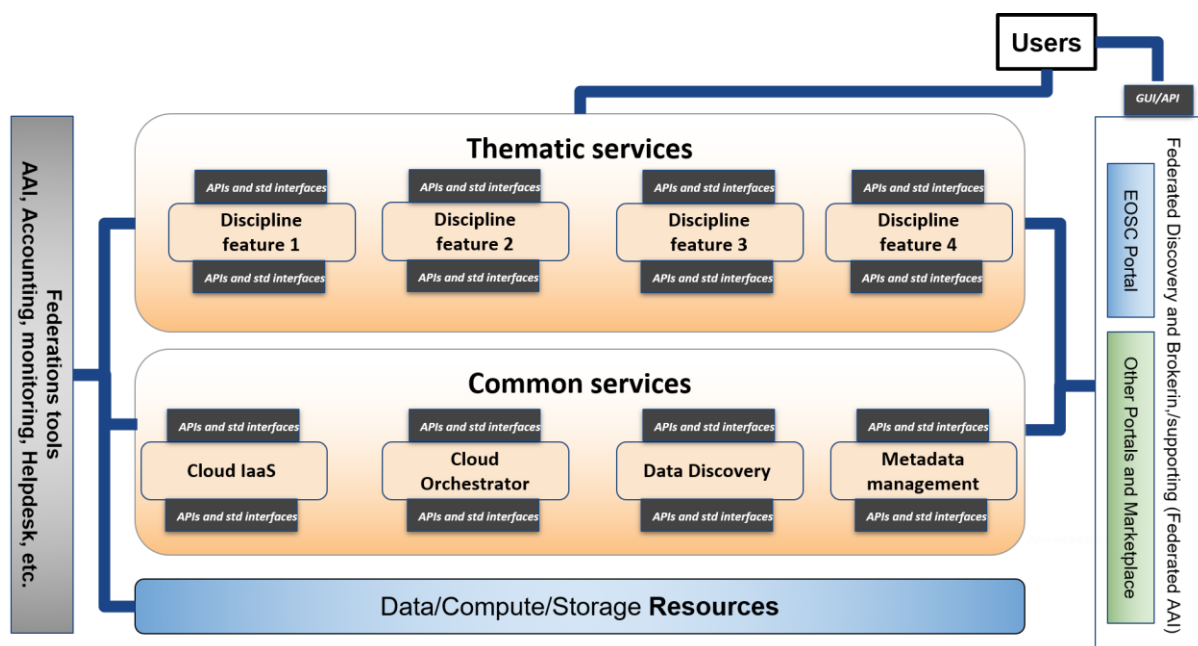 Users
GUI/API
Thematic services
APIs and std interfaces
APIs and std interfaces
APIs and std interfaces
APIs and std interfaces
Discipline
feature 1
Discipline
feature 2
Discipline
feature 3
Discipline
feature 4
APIs and std interfaces
APIs and std interfaces
APIs and std interfaces
APIs and std interfaces
Common services
APIs and std interfaces
APIs and std interfaces
APIs and std interfaces
APIs and std interfaces
Cloud IaaS
Cloud
Orchestrator
Data Discovery
Metadada
management
APIs and std interfaces
APIs and std interfaces
APIs and std interfaces
APIs and std interfaces
Data/Compute/Storage Resources
Federations tools
AAI, Accounting, monitoring, Helpdesk, etc.
Federated Discovery and Brokerin,/supporting (Federated AAI)
EOSC Portal
Other Portals and Marketplace